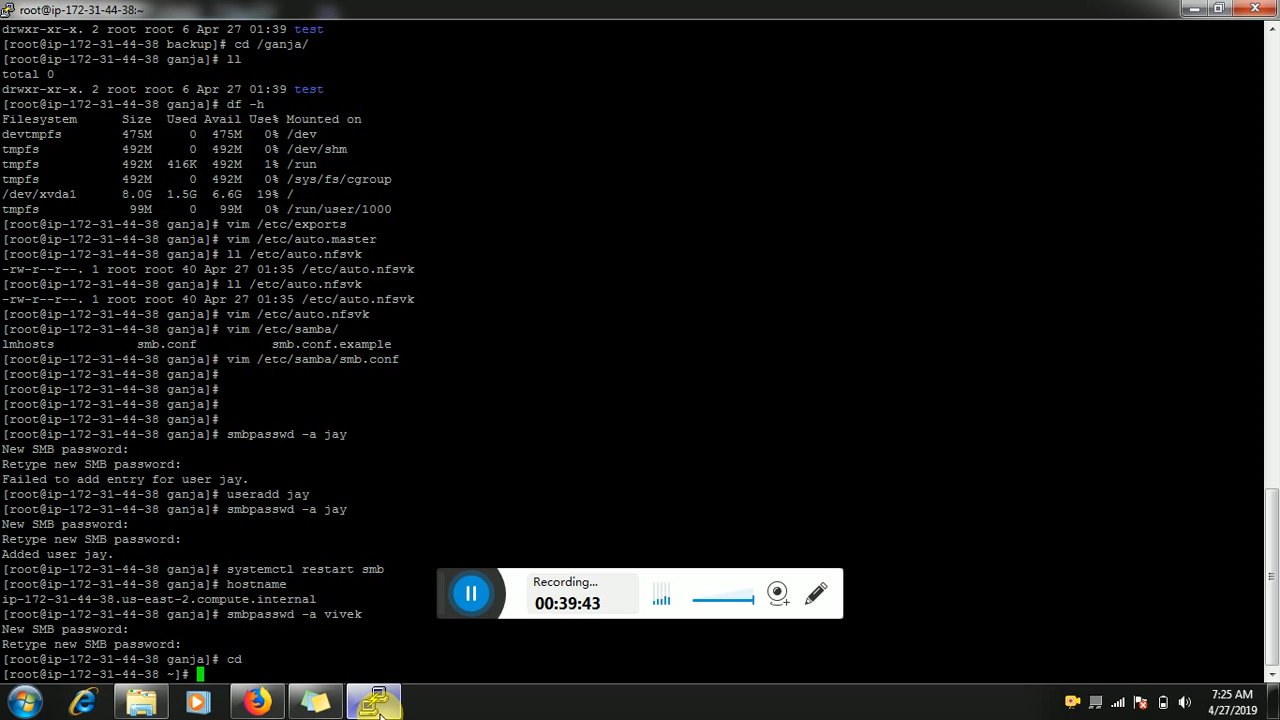 root@ip-172-31-44-38:~
drwxr-xr-x. 2 root root 6 Apr 27 01:39 test
[root@ip-172-31-44-38 backup]# cd /ganja/
[root@ip-172-31-44-38 ganja]# ll
total 0
drwxr-xr-x. 2 root root 6 Apr 27 01:39 test
[root@ip-172-31-44-38 ganja]# df -h
Filesystem      Size  Used Avail Use% Mounted on
devtmpfs        475M     0  475M   0% /dev
tmpfs           492M     0  492M   0% /dev/shm
tmpfs           492M  416K  492M   1% /run
tmpfs           492M     0  492M   0% /sys/fs/cgroup
/dev/xvda1      8.0G  1.5G  6.6G  19% /
tmpfs            99M     0   99M   0% /run/user/1000
[root@ip-172-31-44-38 ganja]# vim /etc/exports
[root@ip-172-31-44-38 ganja]# vim /etc/auto.master
[root@ip-172-31-44-38 ganja]# ll /etc/auto.nfsvk
-rw-r--r--. 1 root root 40 Apr 27 01:35 /etc/auto.nfsvk
[root@ip-172-31-44-38 ganja]# ll /etc/auto.nfsvk
-rw-r--r--. 1 root root 40 Apr 27 01:35 /etc/auto.nfsvk
[root@ip-172-31-44-38 ganja]# vim /etc/auto.nfsvk
[root@ip-172-31-44-38 ganja]# vim /etc/samba/
lmhosts           smb.conf          smb.conf.example
[root@ip-172-31-44-38 ganja]# vim /etc/samba/smb.conf
[root@ip-172-31-44-38 ganja]#
[root@ip-172-31-44-38 ganja]#
[root@ip-172-31-44-38 ganja]#
[root@ip-172-31-44-38 ganja]#
[root@ip-172-31-44-38 ganja]# smbpasswd -a jay
New SMB password:
Retype new SMB password:
Failed to add entry for user jay.
[root@ip-172-31-44-38 ganja]# useradd jay
[root@ip-172-31-44-38 ganja]# smbpasswd -a jay
New SMB password:
Retype new SMB password:
Added user jay.
[root@ip-172-31-44-38 ganja]# systemctl restart smb
[root@ip-172-31-44-38 ganja]# hostname
ip-172-31-44-38.us-east-2.compute.internal
[root@ip-172-31-44-38 ganja]# smbpasswd -a vivek
New SMB password:
Retype new SMB password:
[root@ip-172-31-44-38 ganja]# cd
[root@ip-172-31-44-38 ~]#
Recording...
00:39:43
7:25 AM
4/27/2019